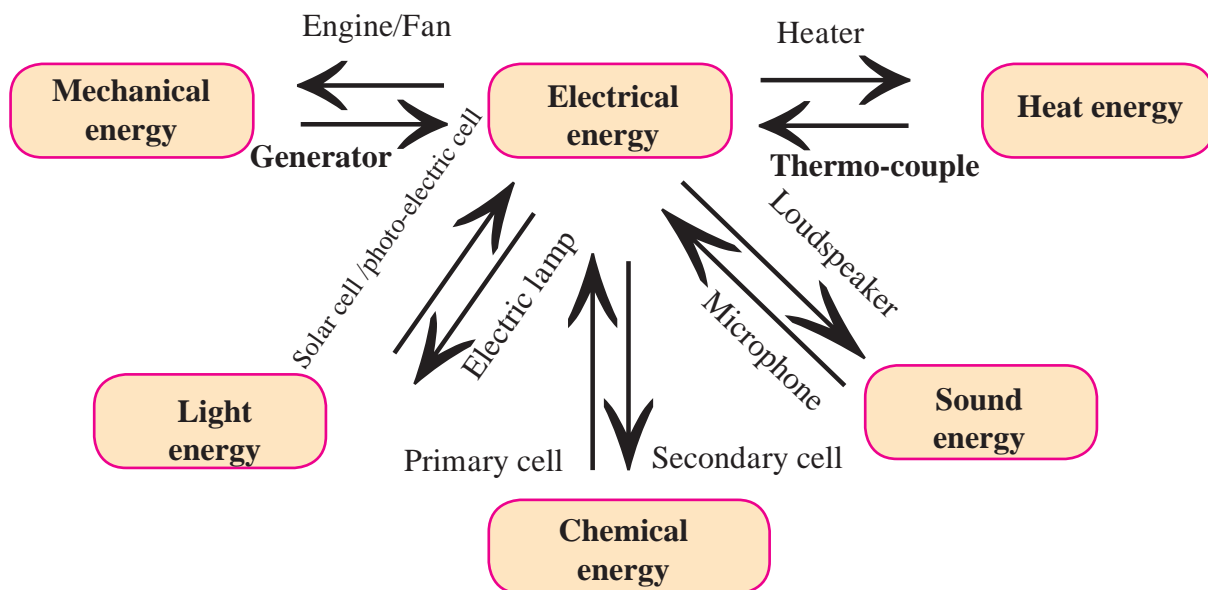 Engine/Fan
Heater
Mechanical
energy
Electrical
energy
Heat energy
Generator
Thermo-couple
Solar cell /photo-electric cell
Electric lamp
Loudspeaker
Microphone
Light
energy
Sound
energy
Primary cell
Secondary cell
Chemical
energy